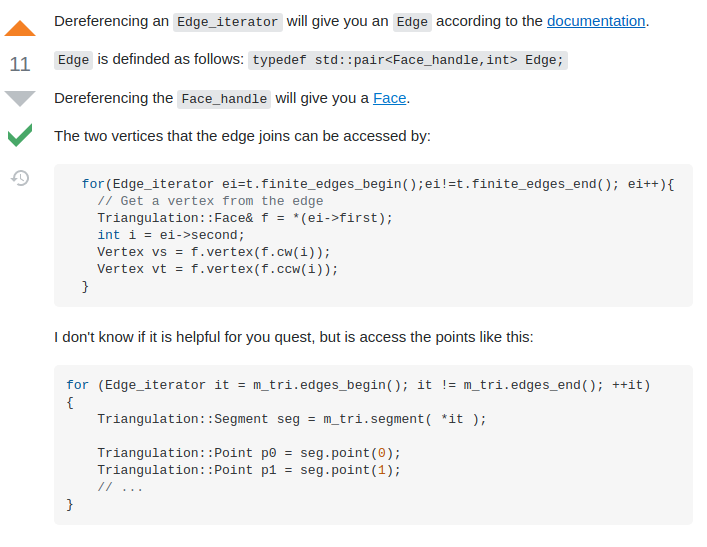 Dereferencing an Edge_iterator will give you an Edge according to the documentation.
11
Edge is definded as follows: typedef std::pair<Face_handle,int> Edge;
Dereferencing the Face_handle will give you a Face.
The two vertices that the edge joins can be accessed by:
for(Edge_iterator ei=t.finite_edges_begin();ei!=t.finite_edges_end(); ei++){
// Get a vertex from the edge
Triangulation::Face& f = *(ei->first);
int i = ei->second;
Vertex vs = f.vertex(f.cw(i));
Vertex vt = f.vertex(f.ccw(i));
}
I don't know if it is helpful for you quest, but is access the points like this:
for (Edge_iterator it = m_tri.edges_begin(); it != m_tri.edges_end(); ++it)
{
Triangulation::Segment seg = m_tri.segment( *it );
Triangulation::Point p0 = seg.point(0);
Triangulation::Point p1 = seg.point(1);
// ...
}